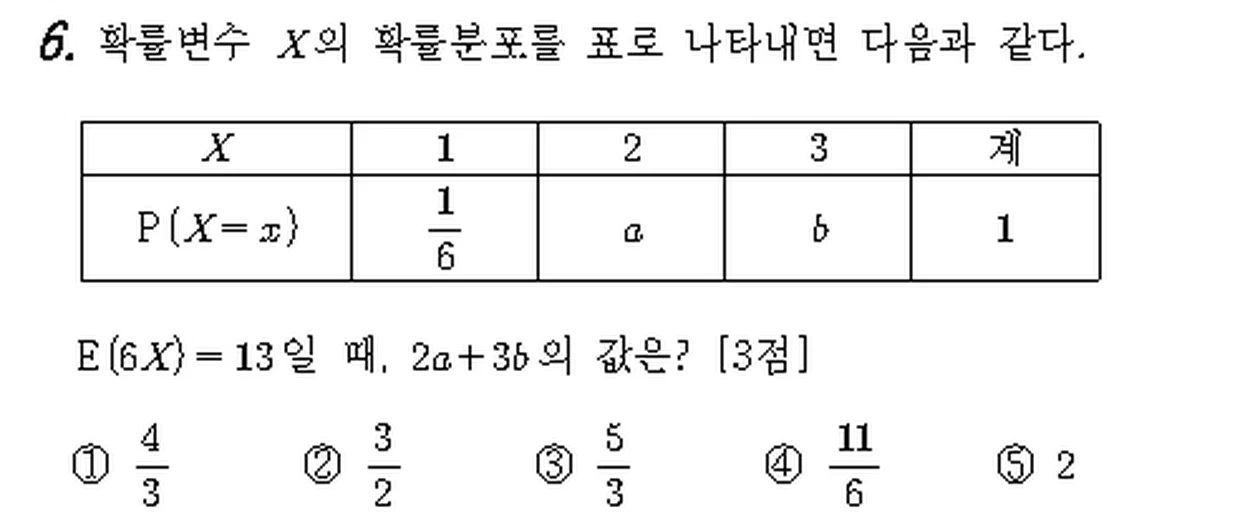 6. 확률변수 X의 확률분포를 표로 나타내면 다음과 같다.
X 1 2 3 계
P(X=x) 1/6 a b 1
E(6X)=13일 때, 2a+3b의 값은? [3점]
① 4/3 ② 3/2 ③ 5/3 ④ 11/6 ⑤ 2